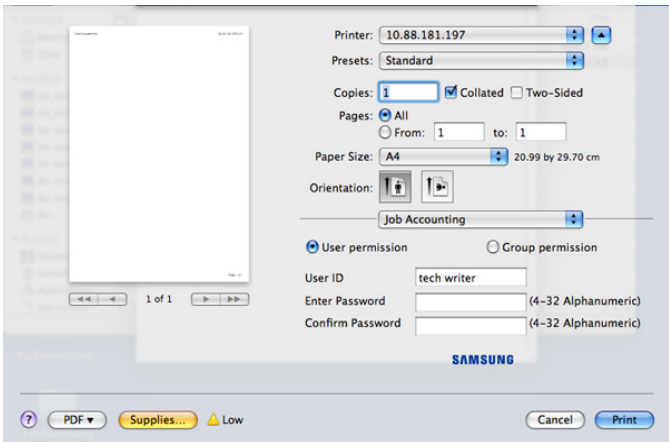 Printer: 10.88.181.197
Presets: Standard
Copies: 1 Collated Two-Sided
Pages: All
From: 1 to: 1
Paper Size: A4 20.99 by 29.70 cm
Orientation:
Job Accounting
User permission Group permission
User ID tech writer
Enter Password (4-32 Alphanumeric)
Confirm Password (4-32 Alphanumeric)
1 of 1
SAMSUNG
? PDF▼ Supplies... Low Cancel Print